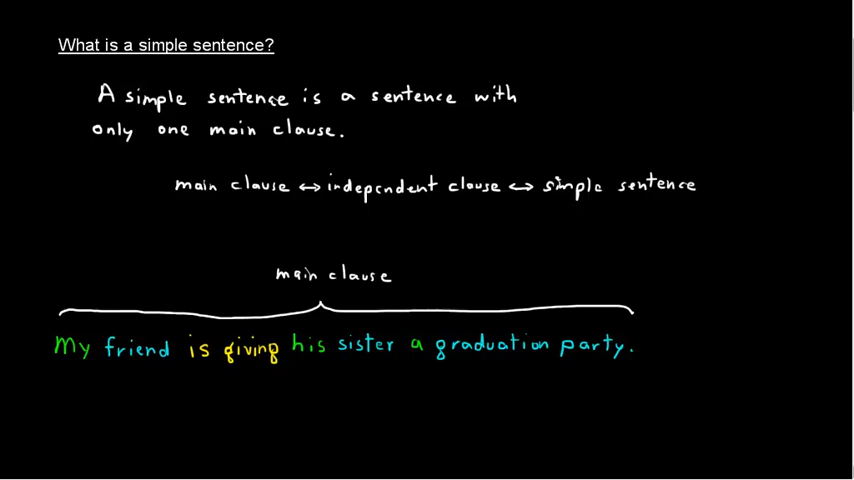 What is a simple sentence?
A simple sentence is a sentence with
only one main clause.
main clause ↔ independent clause ↔ simple sentence
main clause
My friend is giving his sister a graduation party.